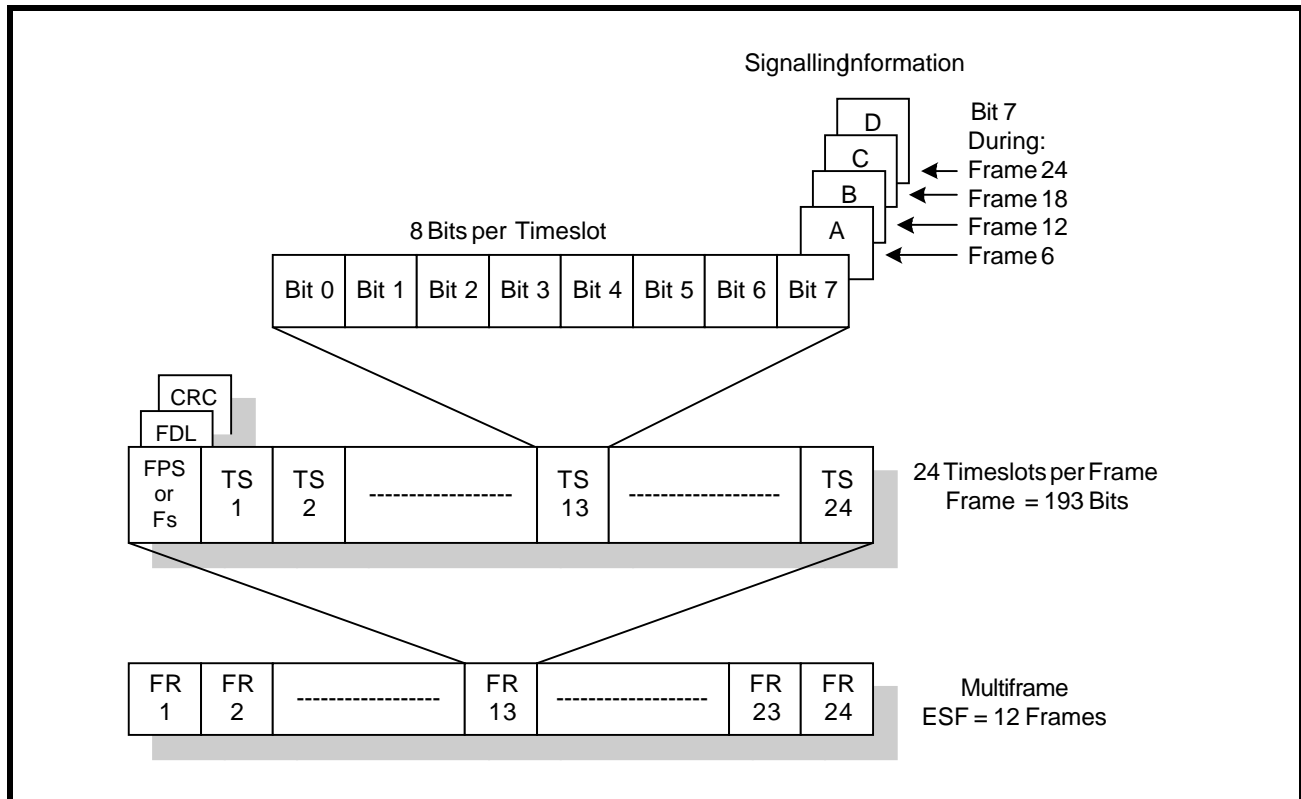 SignallingInformation
D
C
B
A
Bit 7
During:
Frame 24
Frame 18
Frame 12
Frame 6
8 Bits per Timeslot
Bit 0 Bit 1 Bit 2 Bit 3 Bit 4 Bit 5 Bit 6 Bit 7
CRC
FDL
FPS
or
Fs
TS
1
TS
2
TS
13
TS
24
24 Timeslots per Frame
Frame = 193 Bits
FR
1
FR
2
FR
13
FR
23
FR
24
Multiframe
ESF = 12 Frames